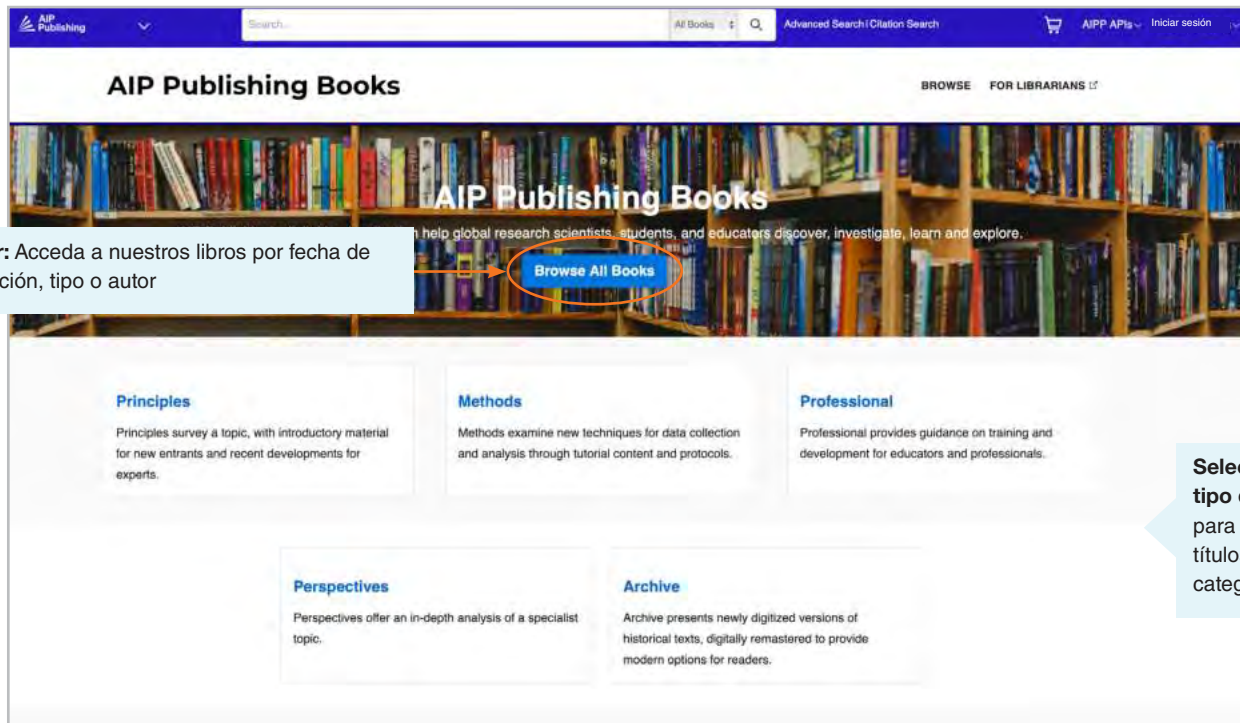 AIP
Publishing
Search...
All Books
Advanced Search | Citation Search
AIPP APIs
Iniciar sesión
AIP Publishing Books
BROWSE
FOR LIBRARIANS
AIP Publishing Books
help global research scientists, students, and educators discover, investigate, learn and explore.
r: Acceda a nuestros libros por fecha de
ción, tipo o autor
Browse All Books
Principles
Principles survey a topic, with introductory material
for new entrants and recent developments for
experts.
Methods
Methods examine new techniques for data collection
and analysis through tutorial content and protocols.
Professional
Professional provides guidance on training and
development for educators and professionals.
Selec
tipo
para
título
categ
Perspectives
Perspectives offer an in-depth analysis of a specialist
topic.
Archive
Archive presents newly digitized versions of
historical texts, digitally remastered to provide
modern options for readers.